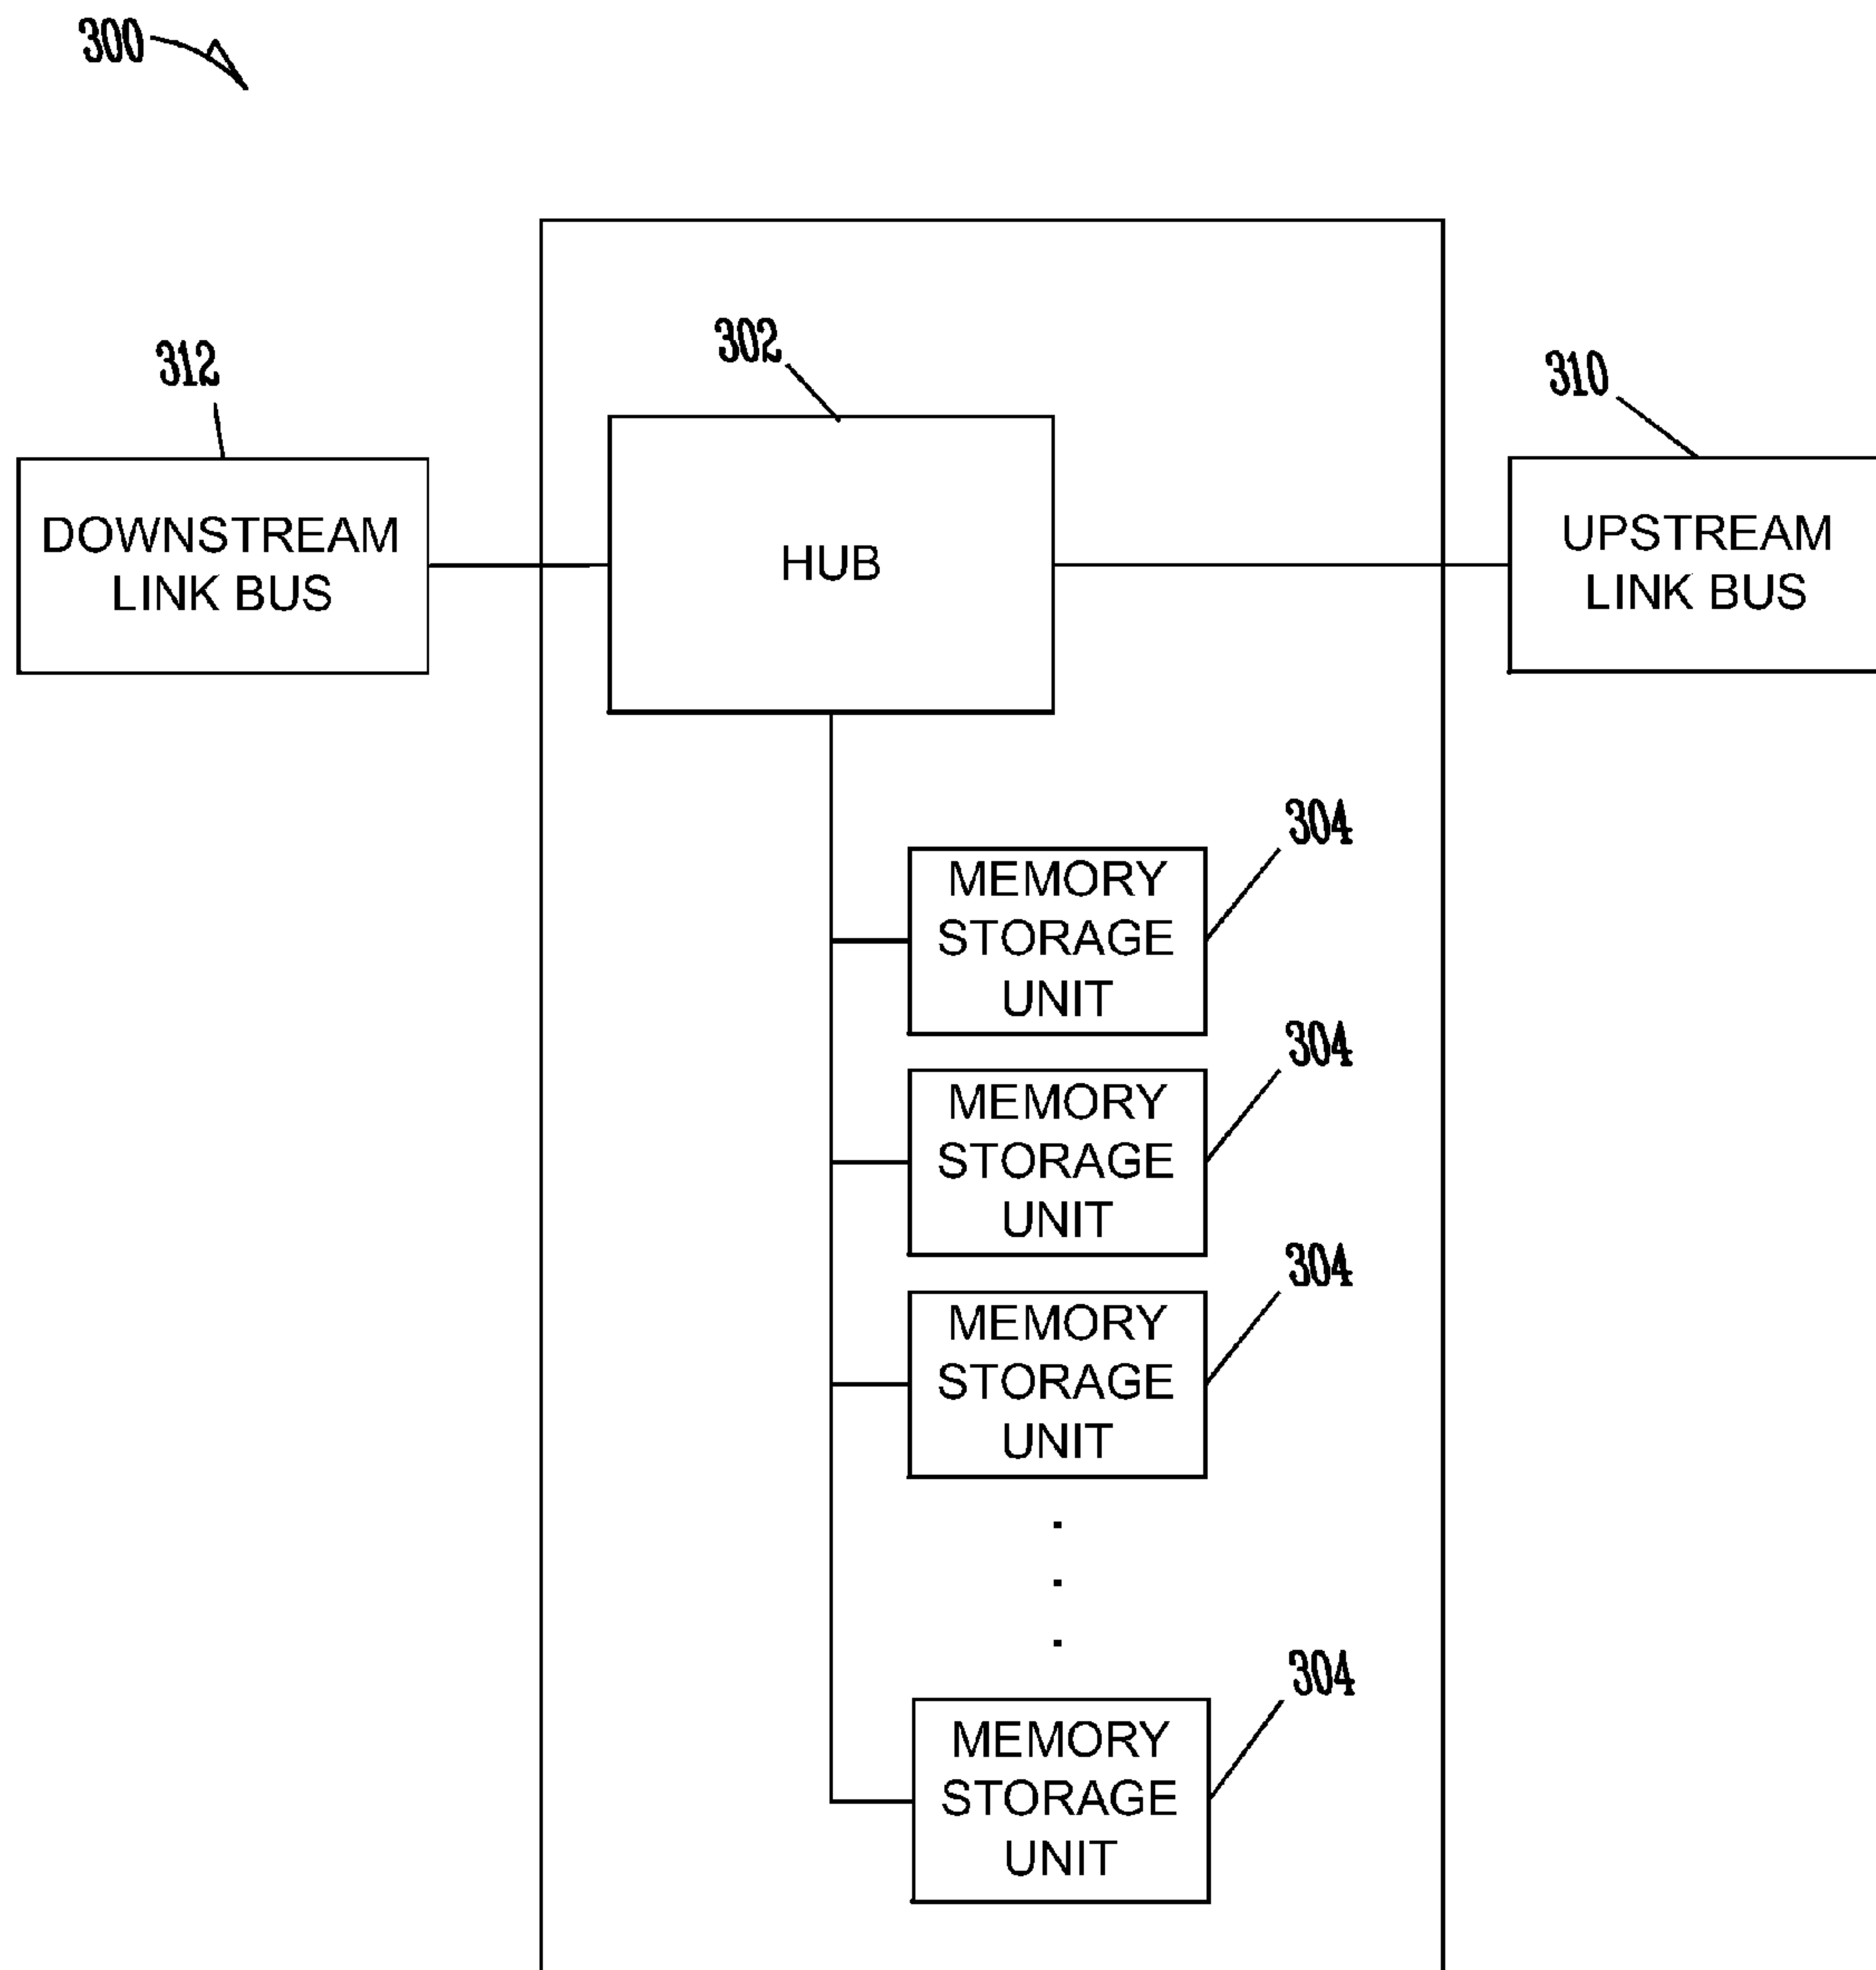 300
302
312
310
DOWNSTREAM
LINK BUS
HUB
UPSTREAM
LINK BUS
304
MEMORY
STORAGE
UNIT
304
MEMORY
STORAGE
UNIT
304
MEMORY
STORAGE
UNIT
304
MEMORY
STORAGE
UNIT